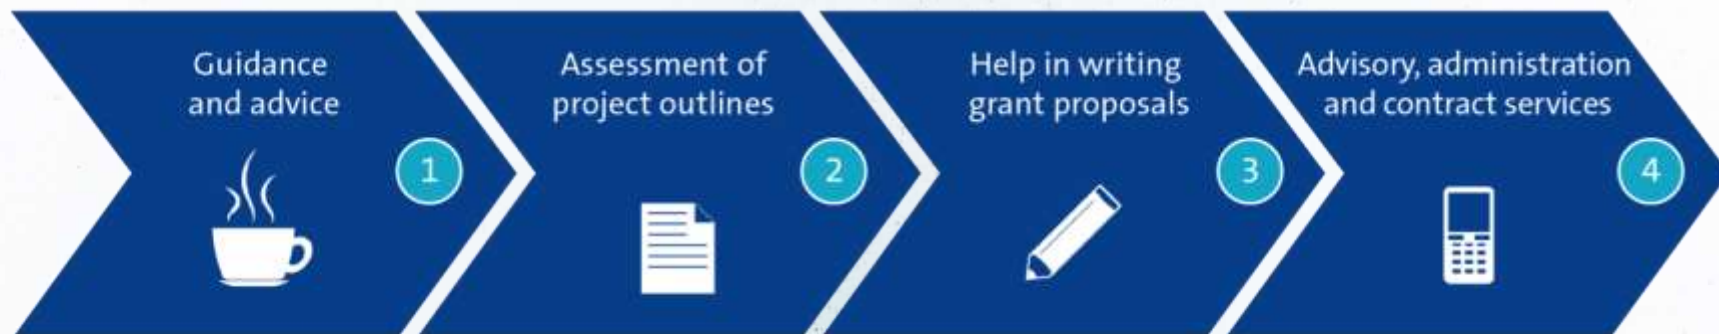 Guidance
and advice
1
Assessment of
project outlines
2
Help in writing
grant proposals
3
Advisory, administration
and contract services
4